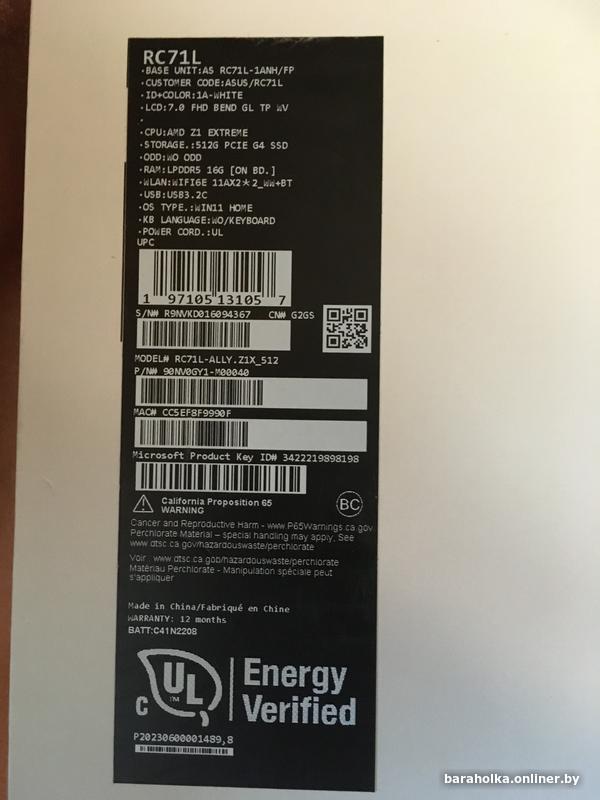 RC71L
·BASE UNIT:AS RC71L-1ANH/FP
·CUSTOMER CODE:ASUS/RC71L
·ID+COLOR:1A-WHITE
·LCD:7.0 FHD BEND GL TP WV
·
·CPU:AMD Z1 EXTREME
·STORAGE.:512G PCIE G4 SSD
·ODD:WO ODD
·RAM:LPDDR5 16G [ON BD.]
·WLAN:WIFI6E 11AX2*2_WW+BT
·USB:USB3.2C
·OS TYPE.:WIN11 HOME
·KB LANGUAGE:WO/KEYBOARD
·POWER CORD.:UL
UPC
1 97105 13105 7
S/N# R9NVKD016094367 CN# G2GS
MODEL# RC71L-ALLY.Z1X_512
P/N# 90NV0GY1-M00040
MAC# CC5EF8F9990F
Microsoft Product Key ID# 3422219898198
California Proposition 65
WARNING
BC
Cancer and Reproductive Harm - www.P65Warnings.ca.gov
Perchlorate Material – special handling may apply, See
www.dtsc.ca.gov/hazardouswaste/perchlorate
Voir : www.dtsc.ca.gov/hazardouswaste/perchlorate
Matériau Perchlorate - Manipulation spéciale peut
s'appliquer
Made in China/Fabriqué en Chine
WARRANTY: 12 months
BATT:C41N2208
C UL TM
Energy
Verified
P20230600001489,8
baraholka.onliner.by